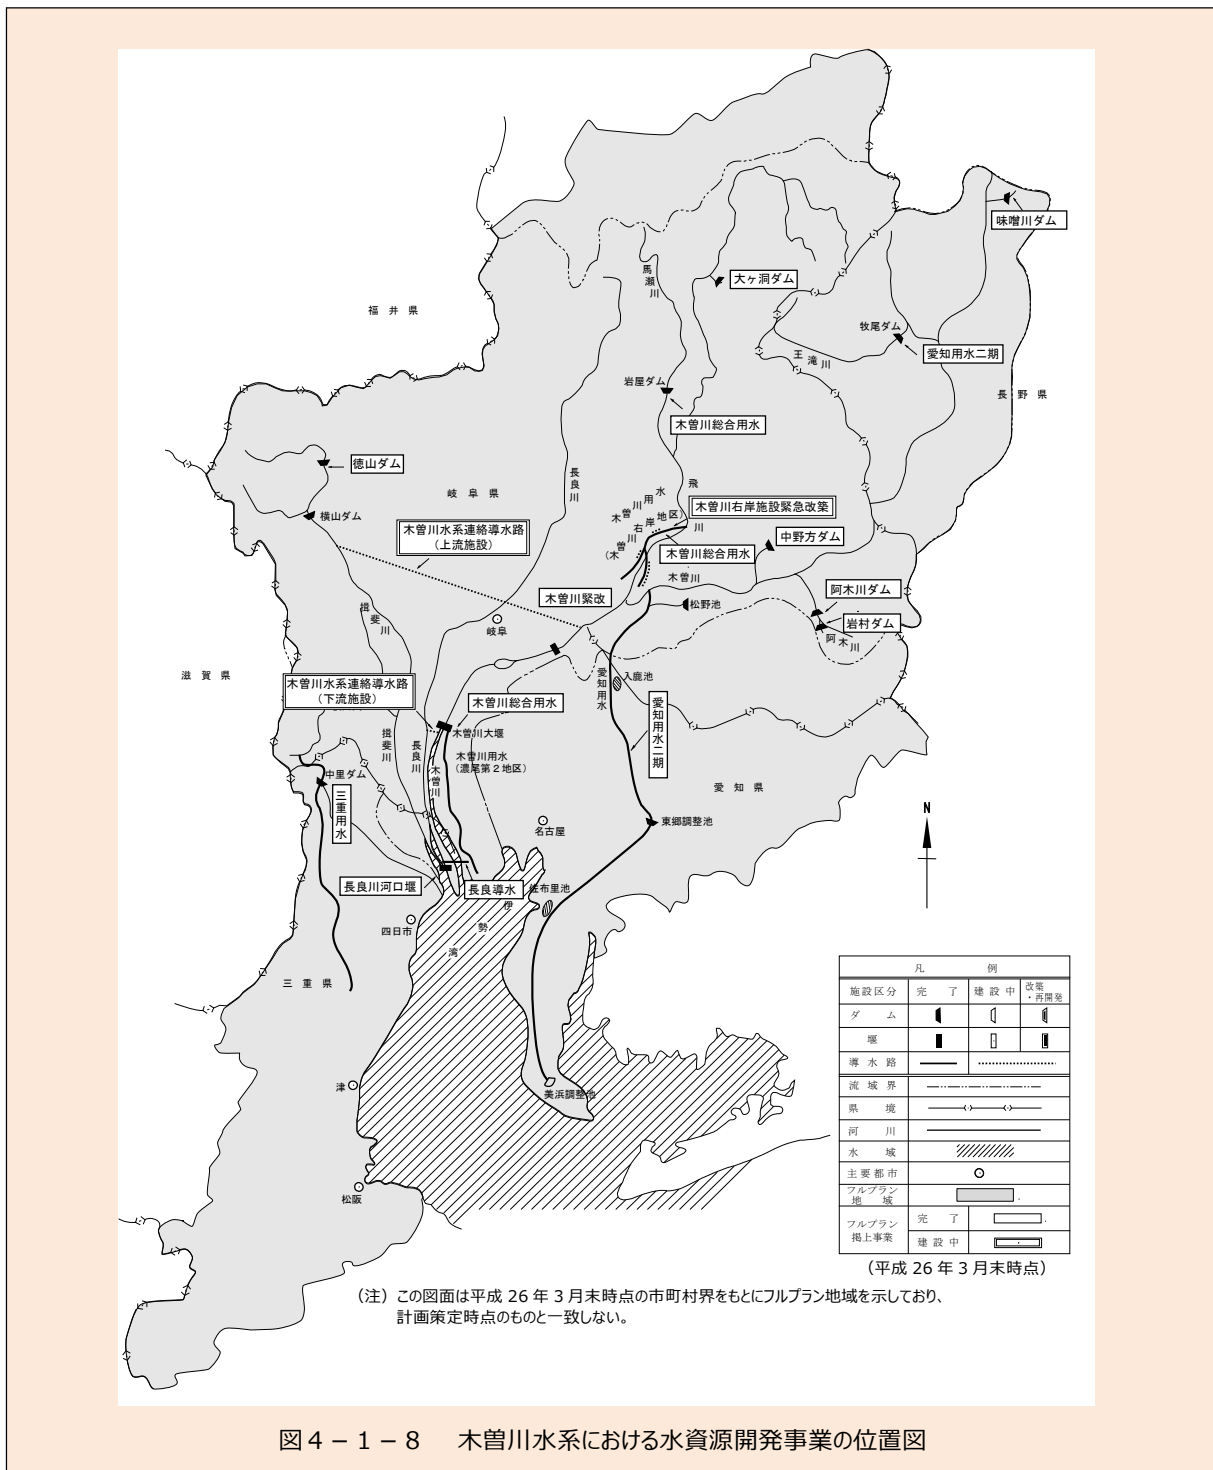 味噌川ダム
大ヶ洞ダム
馬瀬川
福井県
牧尾ダム
愛知用水二期
王滝川
岩屋ダム
長野県
木曽川総合用水
徳山ダム
長良川
岐阜県
飛
川
木曽川用水
(木曽川右岸地区)
木曽川右岸施設緊急改築
横山ダム
木曽川水系連絡導水路
(上流施設)
中野方ダム
木曽川総合用水
木曽川
木曽川緊改
松野池
阿木川ダム
岩村ダム
阿木川
揖斐川
岐阜
滋賀県
木曽川水系連絡導水路
(下流施設)
入鹿池
愛知用水
愛知用水二期
木曽川総合用水
木曽川大堰
揖斐川
長良川
木曽川
木曽川用水
(濃尾第2地区)
中里ダム
三重用水
愛知県
名古屋
東郷調整池
N
長良川河口堰
長良導水
佐布里池
伊勢湾
四日市
三重県
津
美浜調整池
松阪
凡例
施設区分 完了 建設中 改築・再開発
ダム
堰
導水路
流域界
県境
河川
水域
主要都市
フルプラン地域
フルプラン掲上事業 完了
建設中
(平成 26 年 3 月末時点)
(注) この図面は平成 26 年 3 月末時点の市町村界をもとにフルプラン地域を示しており、
計画策定時点のものと一致しない。
図4－1－8 木曽川水系における水資源開発事業の位置図